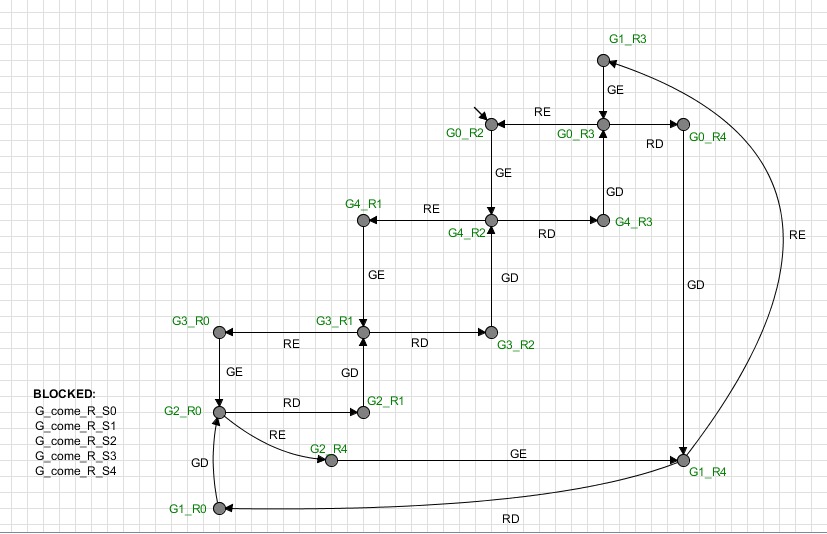 G1_R3
GE
RE
G0_R2
G0_R3
RD
G0_R4
GE
GD
G4_R1
RE
G4_R2
RD
G4_R3
RE
GE
GD
GD
G3_R0
RE
G3_R1
RD
G3_R2
GE
GD
BLOCKED:
G_come_R_S0
G_come_R_S1
G_come_R_S2
G_come_R_S3
G_come_R_S4
G2_R0
RD
G2_R1
RE
G2_R4
GE
GD
G1_R4
G1_R0
RD